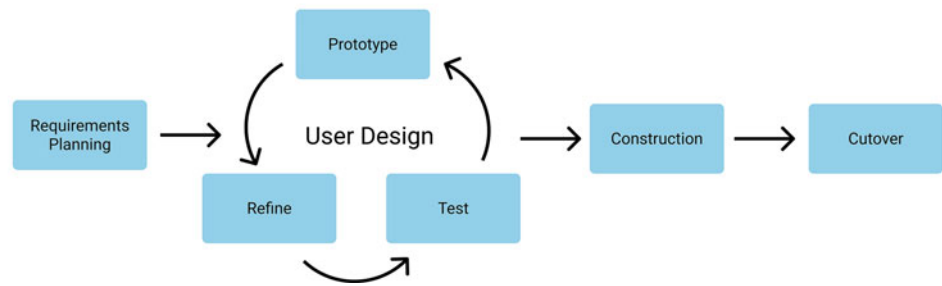 Prototype
Requirements
Planning
User Design
Construction
Cutover
Refine
Test